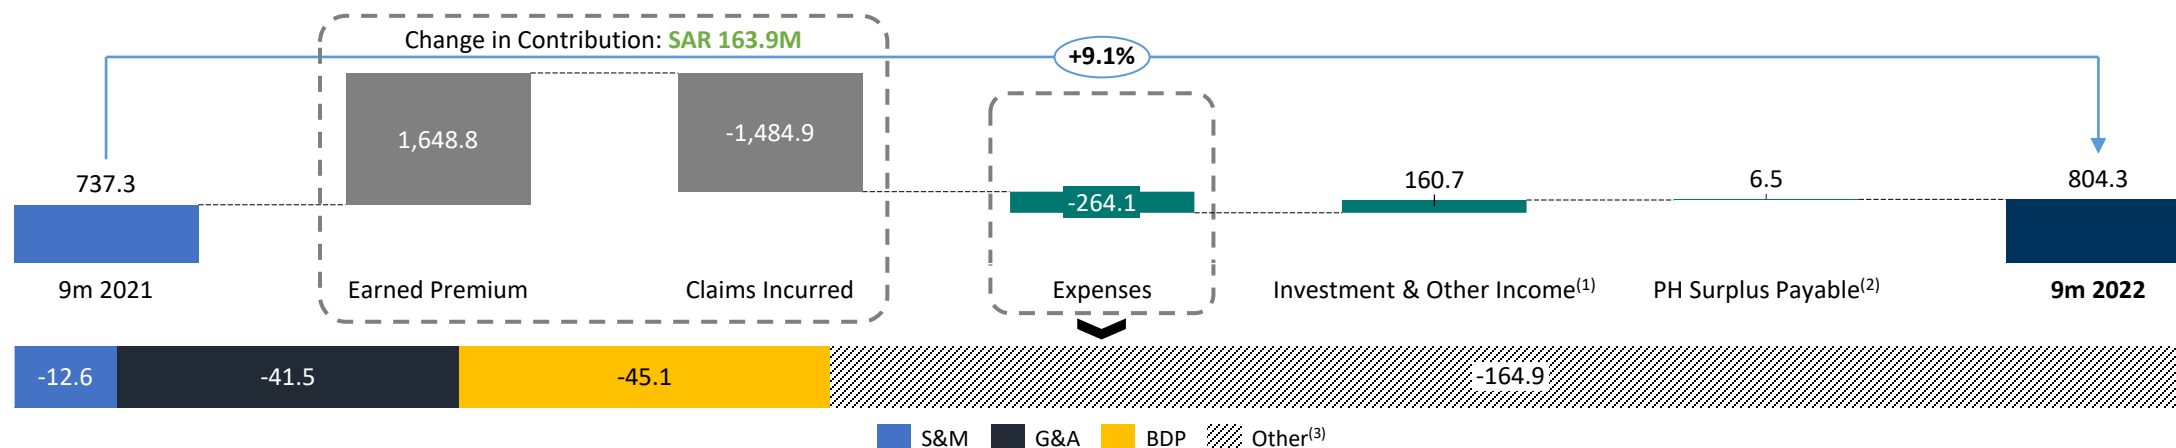 Change in Contribution: SAR 163.9M
+9.1%
1,648.8
-1,484.9
737.3
-264.1
160.7
6.5
804.3
9m 2021
Earned Premium
Claims Incurred
Expenses
Investment & Other Income(1)
PH Surplus Payable(2)
9m 2022
-12.6
-41.5
-45.1
-164.9
S&M
G&A
BDP
Other(3)